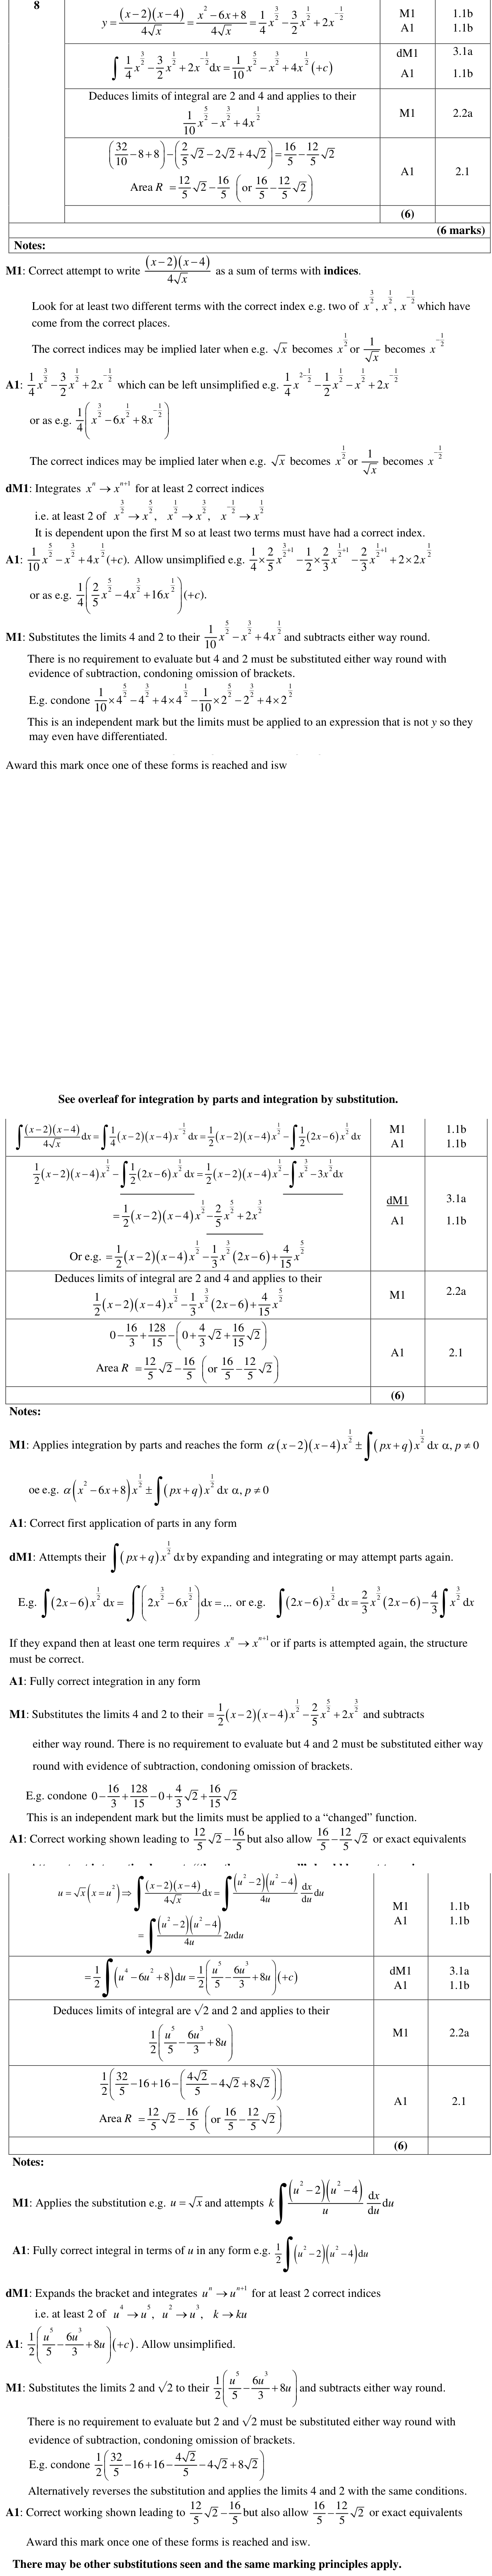 8
y = (x−2)(x−4)/(4√x) = (x²−6x+8)/(4√x) = 1/4 x^(3/2) − 3/2 x^(1/2) + 2x^(−1/2)
M1 1.1b
A1 1.1b
∫ 1/4 x^(3/2) − 3/2 x^(1/2) + 2x^(−1/2) dx = 1/10 x^(5/2) − x^(3/2) + 4x^(1/2) (+c)
dM1 3.1a
A1 1.1b
Deduces limits of integral are 2 and 4 and applies to their
1/10 x^(5/2) − x^(3/2) + 4x^(1/2)
M1 2.2a
(32/10 − 8 + 8) − (2/5 √2 − 2√2 + 4√2) = 16/5 − 12/5 √2
Area R = 12/5 √2 − 16/5 (or 16/5 − 12/5 √2)
A1 2.1
(6)
(6 marks)
Notes:
M1: Correct attempt to write (x−2)(x−4)/(4√x) as a sum of terms with indices.
Look for at least two different terms with the correct index e.g. two of x^(3/2), x^(1/2), x^(−1/2) which have
come from the correct places.
The correct indices may be implied later when e.g. √x becomes x^(1/2) or 1/√x becomes x^(−1/2)
A1: 1/4 x^(3/2) − 3/2 x^(1/2) + 2x^(−1/2) which can be left unsimplified e.g. 1/4 x^(2−1/2) − 1/2 x^(1/2) − x^(1/2) + 2x^(−1/2)
or as e.g. 1/4 (x^(3/2) − 6x^(1/2) + 8x^(−1/2))
The correct indices may be implied later when e.g. √x becomes x^(1/2) or 1/√x becomes x^(−1/2)
dM1: Integrates x^n → x^(n+1) for at least 2 correct indices
i.e. at least 2 of x^(3/2) → x^(5/2), x^(1/2) → x^(3/2), x^(−1/2) → x^(1/2)
It is dependent upon the first M so at least two terms must have had a correct index.
A1: 1/10 x^(5/2) − x^(3/2) + 4x^(1/2) (+c). Allow unsimplified e.g. 1/4 × 2/5 x^(3/2+1) − 1/2 × 2/3 x^(1/2+1) − 2/3 x^(1/2+1) + 2×2x^(1/2)
or as e.g. 1/4 (2/5 x^(5/2) − 4x^(3/2) + 16x^(1/2)) (+c).
M1: Substitutes the limits 4 and 2 to their 1/10 x^(5/2) − x^(3/2) + 4x^(1/2) and subtracts either way round.
There is no requirement to evaluate but 4 and 2 must be substituted either way round with
evidence of subtraction, condoning omission of brackets.
E.g. condone 1/10 × 4^(5/2) − 4^(3/2) + 4×4^(1/2) − 1/10 × 2^(5/2) − 2^(3/2) + 4×2^(1/2)
This is an independent mark but the limits must be applied to an expression that is not y so they
may even have differentiated.
Award this mark once one of these forms is reached and isw
See overleaf for integration by parts and integration by substitution.
∫ (x−2)(x−4)/(4√x) dx = ∫ 1/4 (x−2)(x−4)x^(−1/2) dx = 1/2 (x−2)(x−4)x^(1/2) − ∫ 1/2 (2x−6)x^(1/2) dx
M1 1.1b
A1 1.1b
1/2 (x−2)(x−4)x^(1/2) − ∫ 1/2 (2x−6)x^(1/2) dx = 1/2 (x−2)(x−4)x^(1/2) − ∫ x^(3/2) − 3x^(1/2) dx
= 1/2 (x−2)(x−4)x^(1/2) − 2/5 x^(5/2) + 2x^(3/2)
Or e.g. = 1/2 (x−2)(x−4)x^(1/2) − 1/3 x^(3/2) (2x−6) + 4/15 x^(5/2)
dM1 3.1a
A1 1.1b
Deduces limits of integral are 2 and 4 and applies to their
1/2 (x−2)(x−4)x^(1/2) − 1/3 x^(3/2) (2x−6) + 4/15 x^(5/2)
M1 2.2a
0 − 16/3 + 128/15 − (0 + 4/3 √2 + 16/15 √2)
Area R = 12/5 √2 − 16/5 (or 16/5 − 12/5 √2)
A1 2.1
(6)
Notes:
M1: Applies integration by parts and reaches the form α(x−2)(x−4)x^(1/2) ± ∫ (px+q)x^(1/2) dx α, p ≠ 0
oe e.g. α(x²−6x+8)x^(1/2) ± ∫ (px+q)x^(1/2) dx α, p ≠ 0
A1: Correct first application of parts in any form
dM1: Attempts their ∫ (px+q)x^(1/2) dx by expanding and integrating or may attempt parts again.
E.g. ∫ (2x−6)x^(1/2) dx = ∫ (2x^(3/2) − 6x^(1/2)) dx = ... or e.g. ∫ (2x−6)x^(1/2) dx = 2/3 x^(3/2) (2x−6) − 4/3 ∫ x^(3/2) dx
If they expand then at least one term requires x^n → x^(n+1) or if parts is attempted again, the structure
must be correct.
A1: Fully correct integration in any form
M1: Substitutes the limits 4 and 2 to their = 1/2 (x−2)(x−4)x^(1/2) − 2/5 x^(5/2) + 2x^(3/2) and subtracts
either way round. There is no requirement to evaluate but 4 and 2 must be substituted either way
round with evidence of subtraction, condoning omission of brackets.
E.g. condone 0 − 16/3 + 128/15 − 0 + 4/3 √2 + 16/15 √2
This is an independent mark but the limits must be applied to a “changed” function.
A1: Correct working shown leading to 12/5 √2 − 16/5 but also allow 16/5 − 12/5 √2 or exact equivalents
u = √x (x = u²) ⇒ ∫ (x−2)(x−4)/(4√x) dx = ∫ (u²−2)(u²−4)/(4u) dx/du du
= ∫ (u²−2)(u²−4)/(4u) 2u du
M1 1.1b
A1 1.1b
= 1/2 ∫ (u⁴ − 6u² + 8) du = 1/2 (u⁵/5 − 6u³/3 + 8u) (+c)
dM1 3.1a
A1 1.1b
Deduces limits of integral are √2 and 2 and applies to their
1/2 (u⁵/5 − 6u³/3 + 8u)
M1 2.2a
1/2 (32/5 − 16 + 16 − (4√2/5 − 4√2 + 8√2))
Area R = 12/5 √2 − 16/5 (or 16/5 − 12/5 √2)
A1 2.1
(6)
Notes:
M1: Applies the substitution e.g. u = √x and attempts k ∫ (u²−2)(u²−4)/u dx/du du
A1: Fully correct integral in terms of u in any form e.g. 1/2 ∫ (u²−2)(u²−4) du
dM1: Expands the bracket and integrates u^n → u^(n+1) for at least 2 correct indices
i.e. at least 2 of u⁴ → u⁵, u² → u³, k → ku
A1: 1/2 (u⁵/5 − 6u³/3 + 8u) (+c). Allow unsimplified.
M1: Substitutes the limits 2 and √2 to their 1/2 (u⁵/5 − 6u³/3 + 8u) and subtracts either way round.
There is no requirement to evaluate but 2 and √2 must be substituted either way round with
evidence of subtraction, condoning omission of brackets.
E.g. condone 1/2 (32/5 − 16 + 16 − 4√2/5 − 4√2 + 8√2)
Alternatively reverses the substitution and applies the limits 4 and 2 with the same conditions.
A1: Correct working shown leading to 12/5 √2 − 16/5 but also allow 16/5 − 12/5 √2 or exact equivalents
Award this mark once one of these forms is reached and isw.
There may be other substitutions seen and the same marking principles apply.